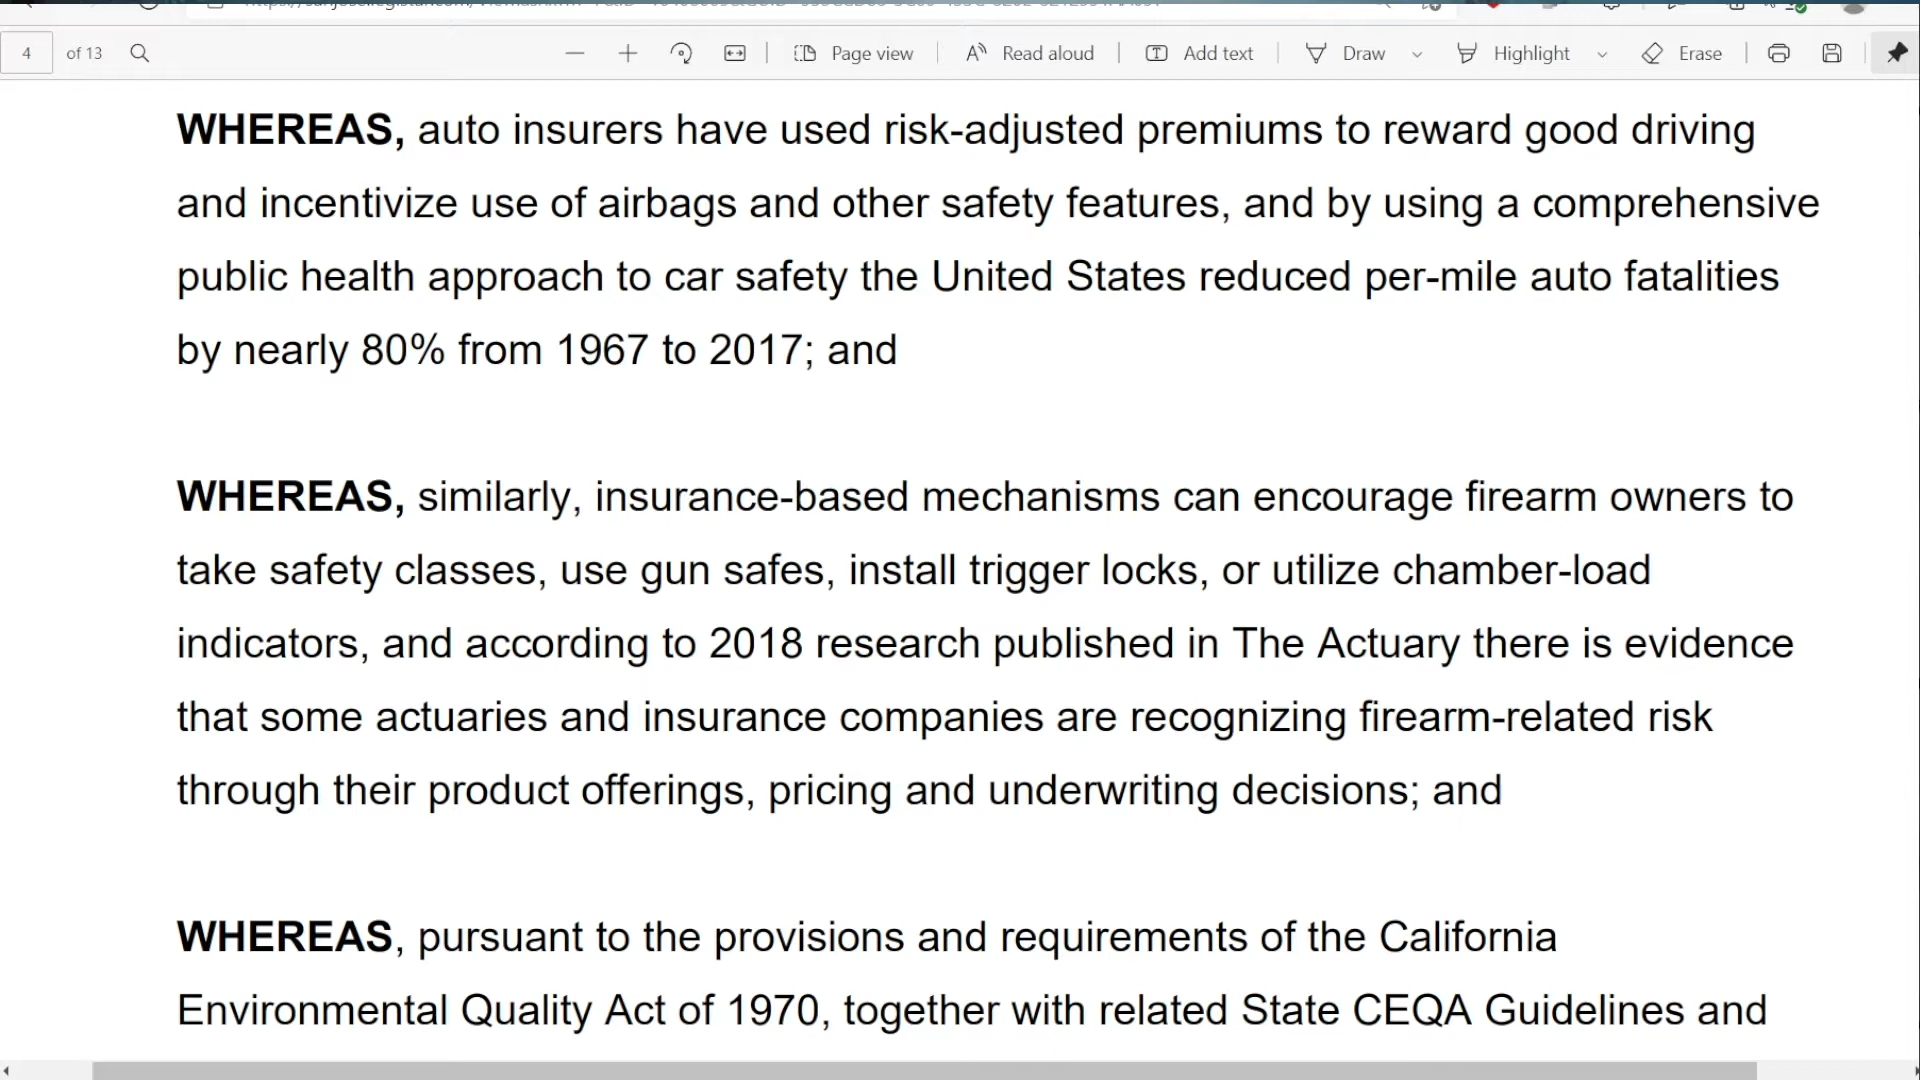 4 of 13 Page view Read aloud Add text Draw Highlight Erase
WHEREAS, auto insurers have used risk-adjusted premiums to reward good driving
and incentivize use of airbags and other safety features, and by using a comprehensive
public health approach to car safety the United States reduced per-mile auto fatalities
by nearly 80% from 1967 to 2017; and
WHEREAS, similarly, insurance-based mechanisms can encourage firearm owners to
take safety classes, use gun safes, install trigger locks, or utilize chamber-load
indicators, and according to 2018 research published in The Actuary there is evidence
that some actuaries and insurance companies are recognizing firearm-related risk
through their product offerings, pricing and underwriting decisions; and
WHEREAS, pursuant to the provisions and requirements of the California
Environmental Quality Act of 1970, together with related State CEQA Guidelines and